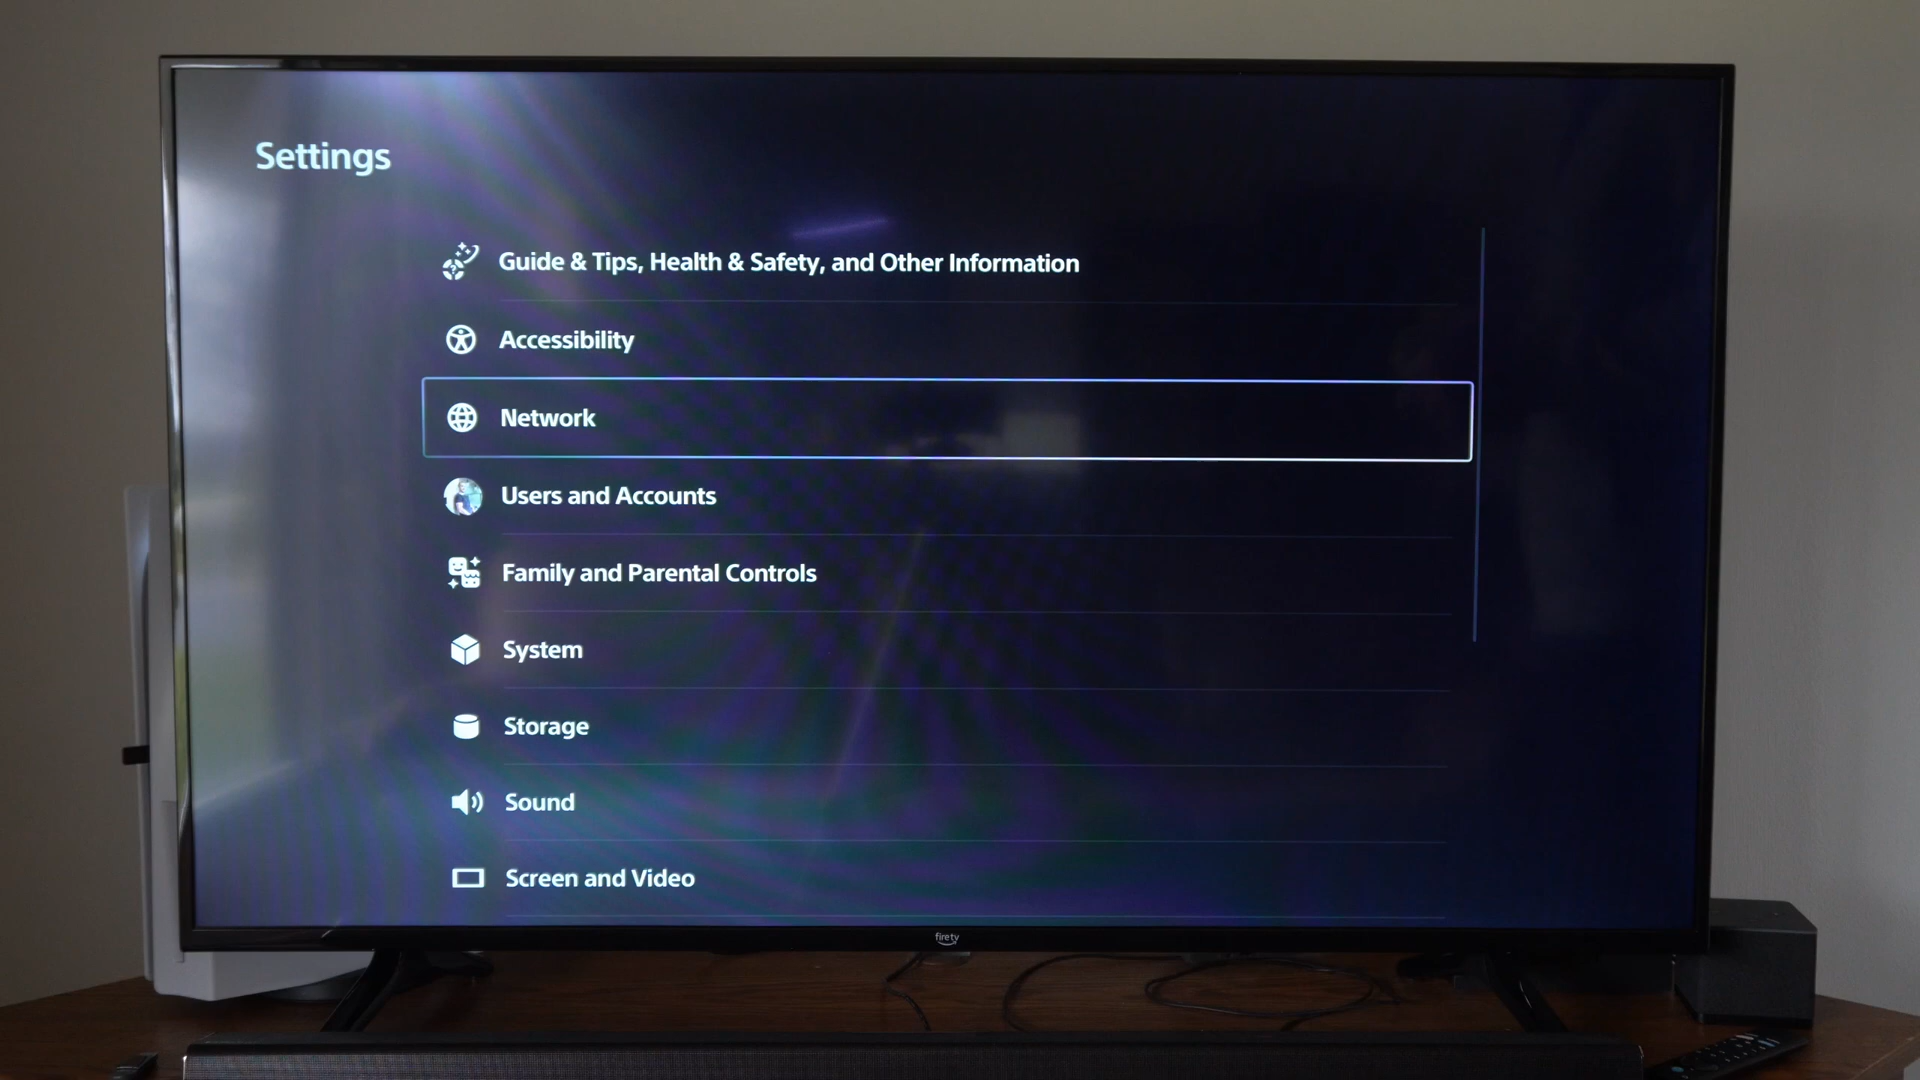 Settings
Guide & Tips, Health & Safety, and Other Information
Accessibility
Network
Users and Accounts
Family and Parental Controls
System
Storage
Sound
Screen and Video
firetv